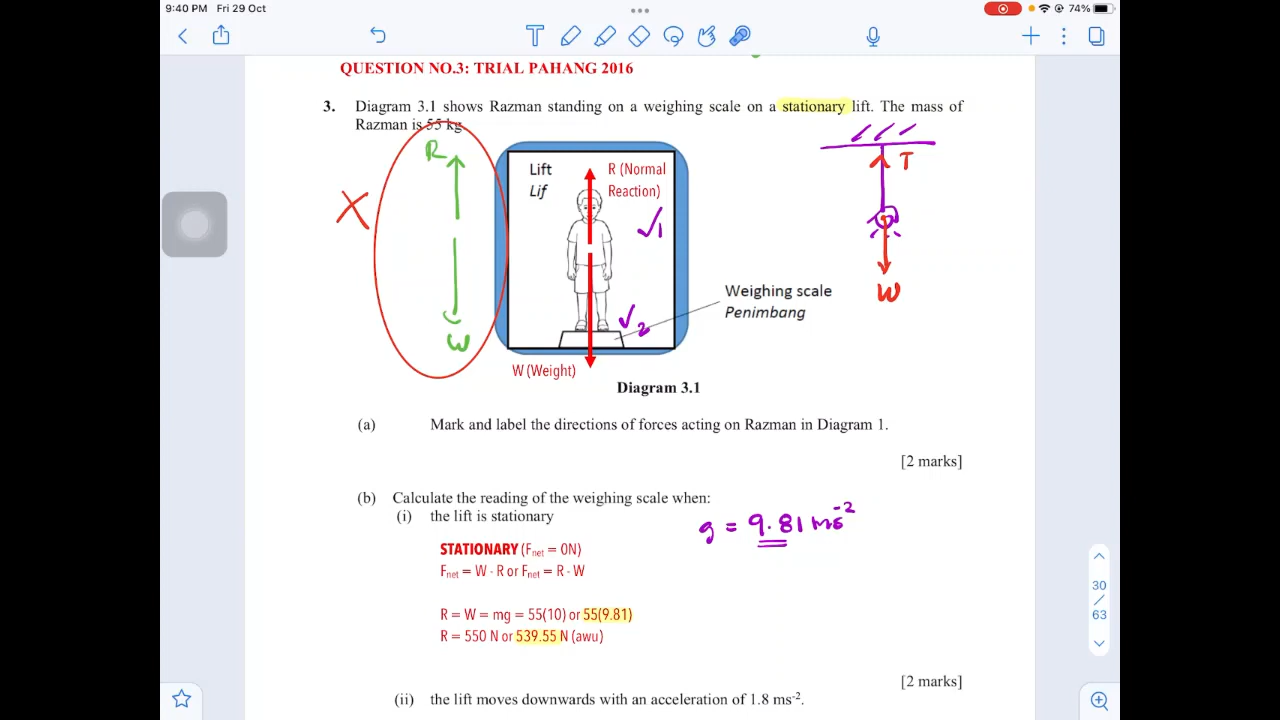 9:40 PM Fri 29 Oct
74%
QUESTION NO.3: TRIAL PAHANG 2016
3. Diagram 3.1 shows Razman standing on a weighing scale on a stationary lift. The mass of
Razman is 55 kg
R
W
X
Lift
Lif
R (Normal
Reaction)
√1
√2
W (Weight)
Weighing scale
Penimbang
T
W
Diagram 3.1
(a) Mark and label the directions of forces acting on Razman in Diagram 1.
[2 marks]
(b) Calculate the reading of the weighing scale when:
(i) the lift is stationary
g = 9.81 ms⁻²
STATIONARY (Fnet = 0N)
Fnet = W - R or Fnet = R - W
R = W = mg = 55(10) or 55(9.81)
R = 550 N or 539.55 N (awu)
[2 marks]
(ii) the lift moves downwards with an acceleration of 1.8 ms⁻².
30
/
63